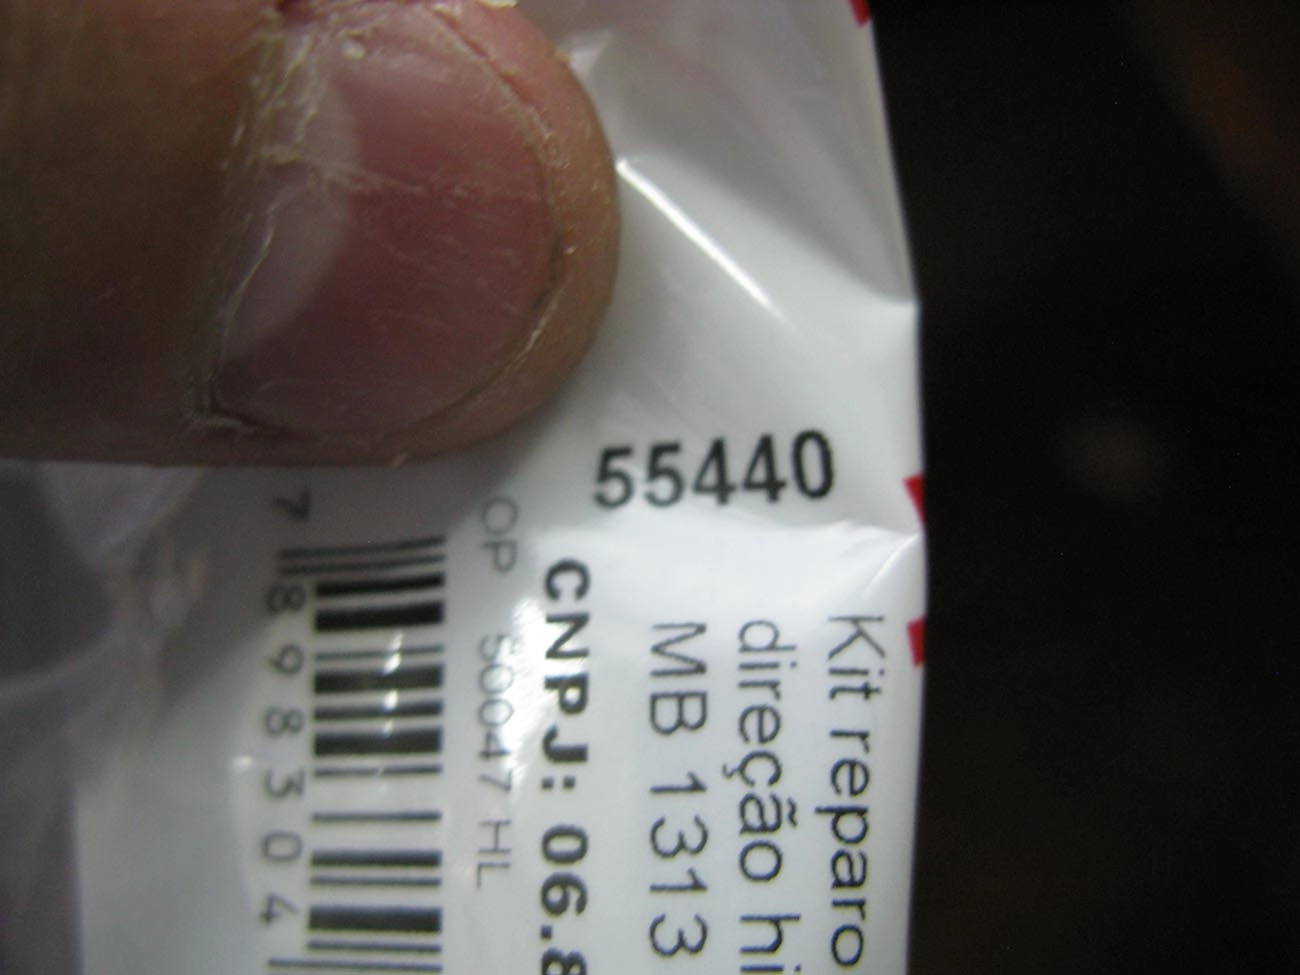 55440
Kit reparo
direção hi
MB 1313
CNPJ: 06.8
OP 50047 HL
7 898304